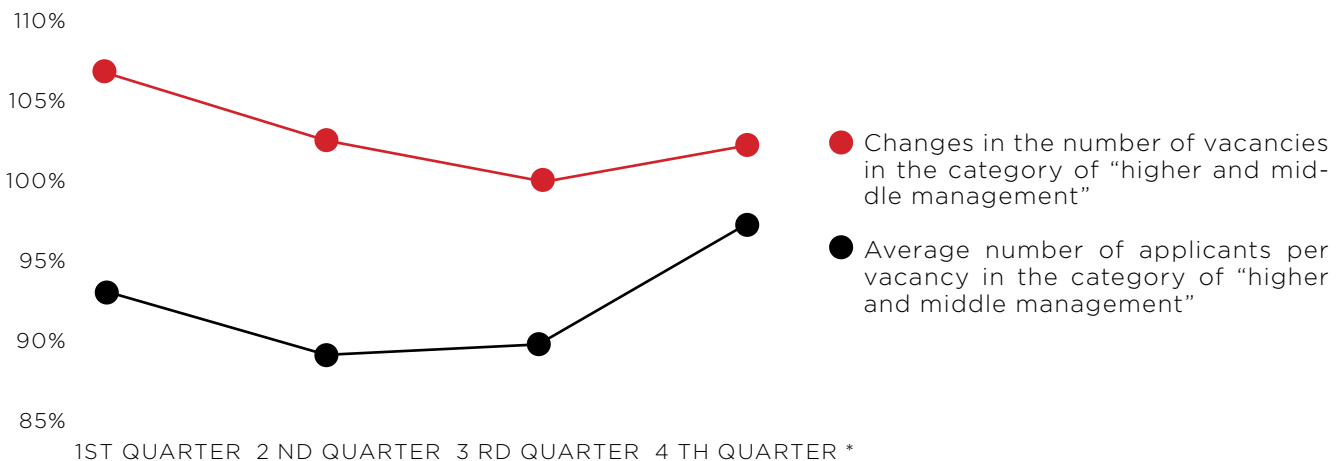 110%
105%
100%
95%
90%
85%
1ST QUARTER 2 ND QUARTER 3 RD QUARTER 4 TH QUARTER *
Changes in the number of vacancies
in the category of “higher and mid-
dle management”
Average number of applicants per
vacancy in the category of “higher
and middle management”